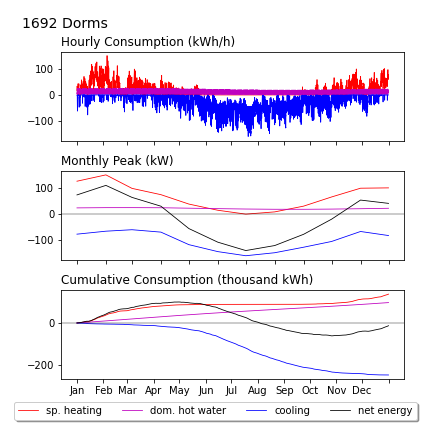 1692 Dorms
Hourly Consumption (kWh/h)
100
0
−100
Monthly Peak (kW)
100
0
−100
Cumulative Consumption (thousand kWh)
0
−200
Jan Feb Mar Apr May Jun Jul Aug Sep Oct Nov Dec
sp. heating dom. hot water cooling net energy